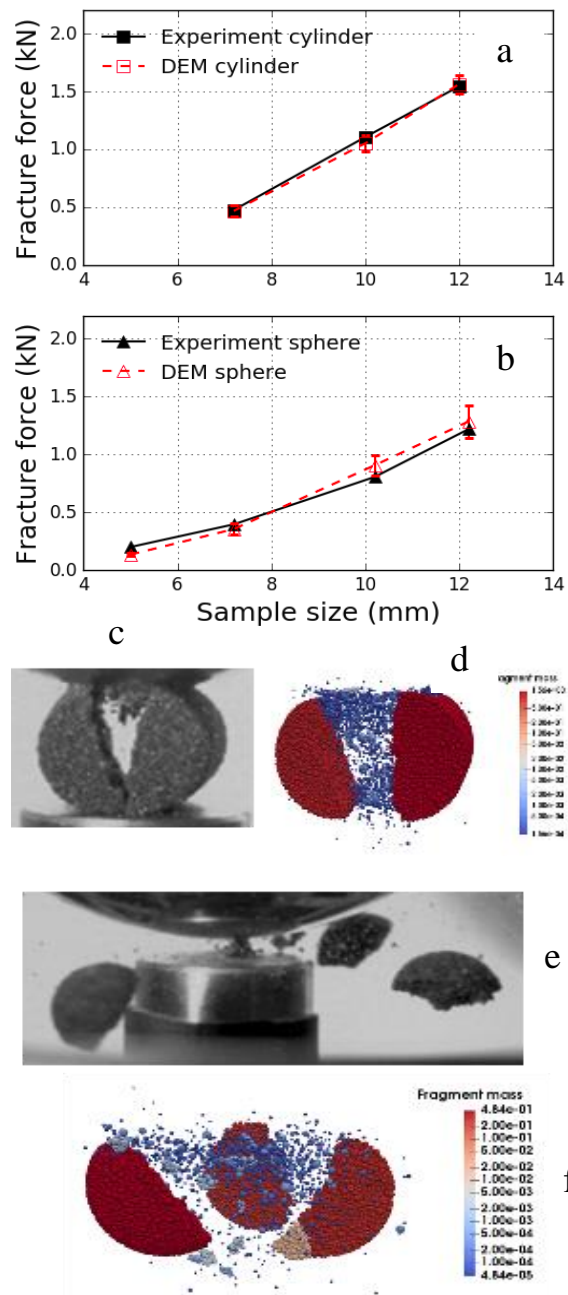 2.0
1.5
1.0
0.5
0.0
Fracture force (kN)
Experiment cylinder
DEM cylinder
a
4 6 8 10 12 14
2.0
1.5
1.0
0.5
0.0
Fracture force (kN)
Experiment sphere
DEM sphere
b
4 6 8 10 12 14
Sample size (mm)
c
d
mass
e
Fragment mass
4.84e-01
2.00e-01
1.00e-01
5.00e-02
2.00e-02
1.00e-02
5.00e-03
2.00e-03
1.00e-03
5.00e-04
2.00e-04
1.00e-04
4.84e-05
f